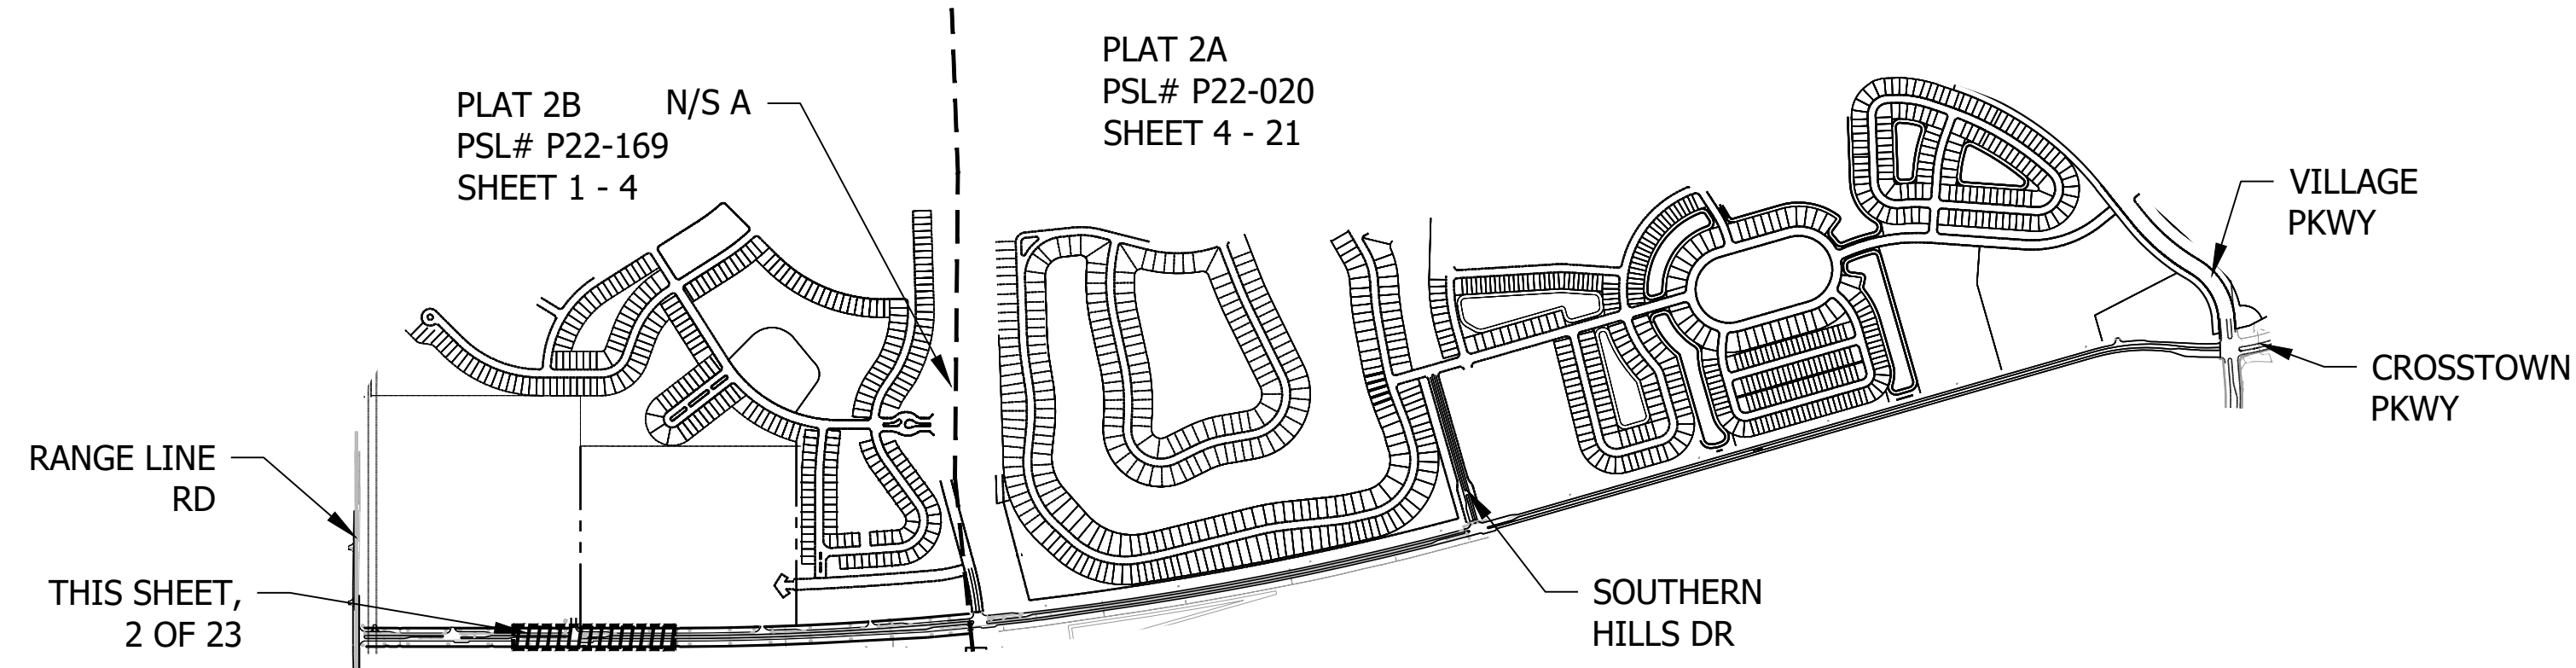 PLAT 2A
PSL# P22-020
SHEET 4 - 21
PLAT 2B
PSL# P22-169
SHEET 1 - 4
N/S A
VILLAGE
PKWY
CROSSTOWN
PKWY
RANGE LINE
RD
THIS SHEET,
2 OF 23
SOUTHERN
HILLS DR